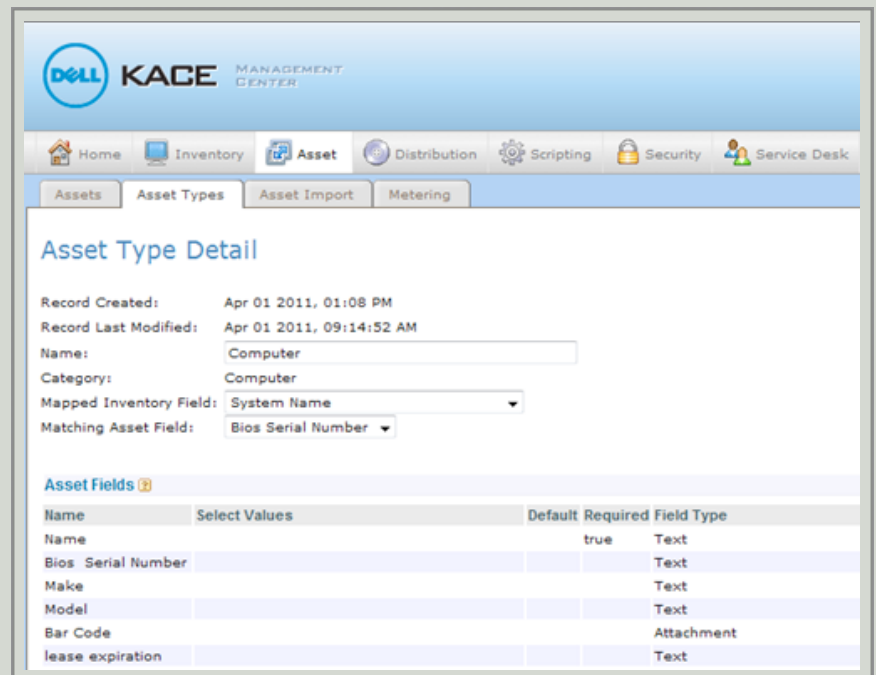 DELL KACE MANAGEMENT CENTER
Home Inventory Asset Distribution Scripting Security Service Desk
Assets Asset Types Asset Import Metering
Asset Type Detail
Record Created: Apr 01 2011, 01:08 PM
Record Last Modified: Apr 01 2011, 09:14:52 AM
Name: Computer
Category: Computer
Mapped Inventory Field: System Name
Matching Asset Field: Bios Serial Number
Asset Fields ?
Name Select Values Default Required Field Type
Name true Text
Bios Serial Number Text
Make Text
Model Text
Bar Code Attachment
lease expiration Text